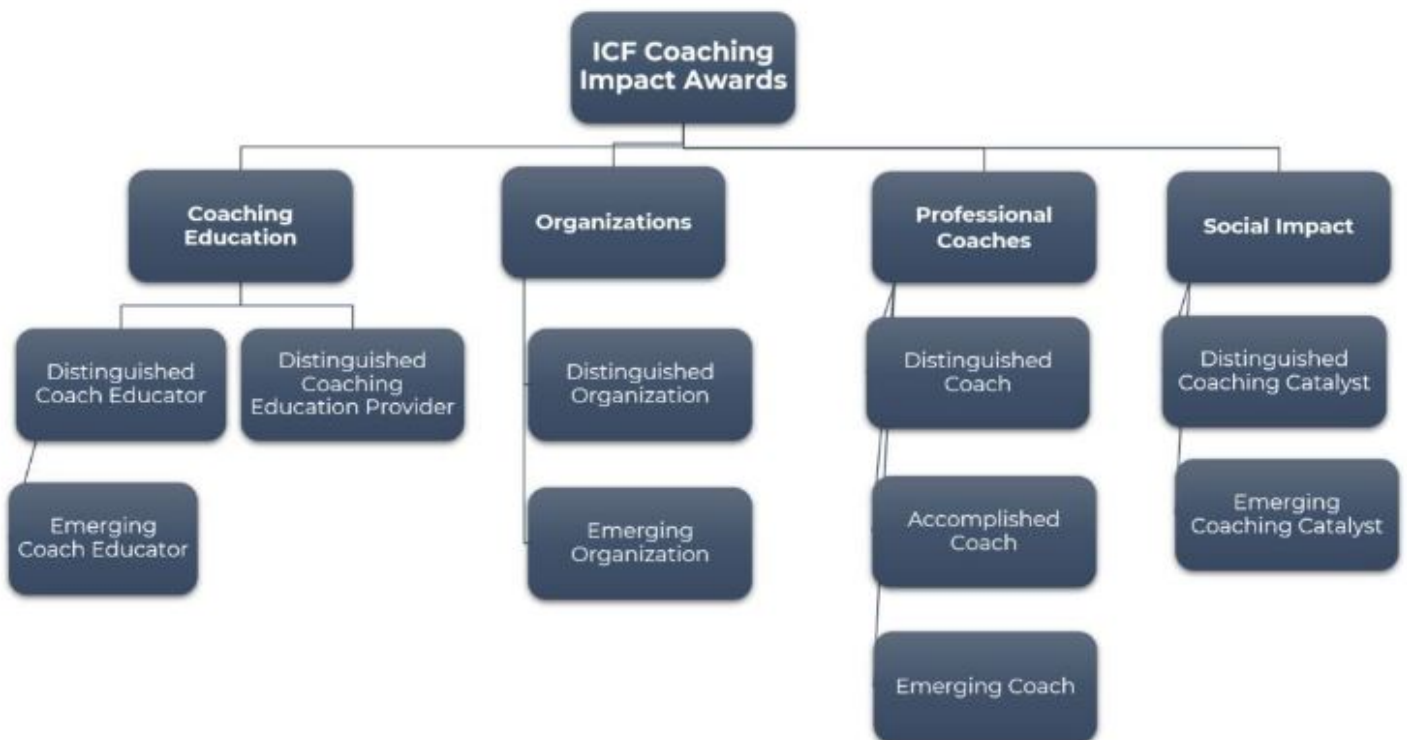 ICF Coaching
Impact Awards
Coaching
Education
Organizations
Professional
Coaches
Social Impact
Distinguished
Coach Educator
Distinguished
Coaching
Education Provider
Distinguished
Organization
Distinguished
Coach
Distinguished
Coaching Catalyst
Emerging
Coach Educator
Emerging
Organization
Accomplished
Coach
Emerging
Coaching Catalyst
Emerging Coach